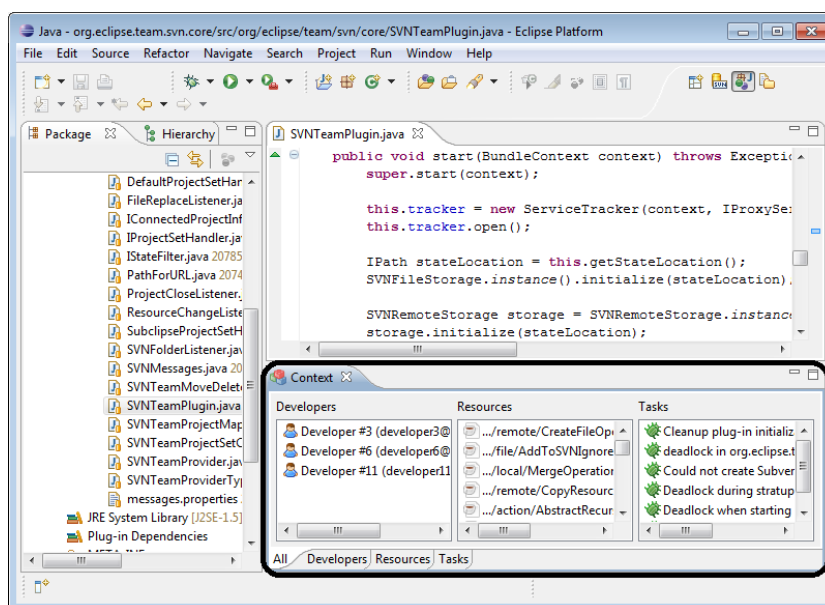 Java - org.eclipse.team.svn.core/src/org/eclipse/team/svn/core/SVNTeamPlugin.java - Eclipse Platform
File Edit Source Refactor Navigate Search Project Run Window Help
Package Hierarchy
DefaultProjectSetHar
FileReplaceListener.ja
IConnectedProjectInf
IProjectSetHandler.ja
IStateFilter.java 20785
PathForURL.java 2074
ProjectCloseListener.
ResourceChangeListe
SubclipseProjectSetH
SVNFolderListener.jav
SVNMessages.java 20
SVNTeamMoveDelet
SVNTeamPlugin.java
SVNTeamProjectMap
SVNTeamProjectSetC
SVNTeamProvider.jav
SVNTeamProviderTyp
messages.properties
JRE System Library [J2SE-1.5]
Plug-in Dependencies
META-INF
SVNTeamPlugin.java
public void start(BundleContext context) throws Exceptio
super.start(context);
this.tracker = new ServiceTracker(context, IProxySer
this.tracker.open();
IPath stateLocation = this.getStateLocation();
SVNFileStorage.instance().initialize(stateLocation)
SVNRemoteStorage storage = SVNRemoteStorage.instanc
storage.initialize(stateLocation);
Context
Developers
Developer #3 (developer3@
Developer #6 (developer6@
Developer #11 (developer11
Resources
.../remote/CreateFileOpe
.../file/AddToSVNIgnore
.../local/MergeOperation
.../remote/CopyResourc
.../action/AbstractRecur
Tasks
Cleanup plug-in initializ
deadlock in org.eclipse.t
Could not create Subver
Deadlock during stratup
Deadlock when starting
All Developers Resources Tasks